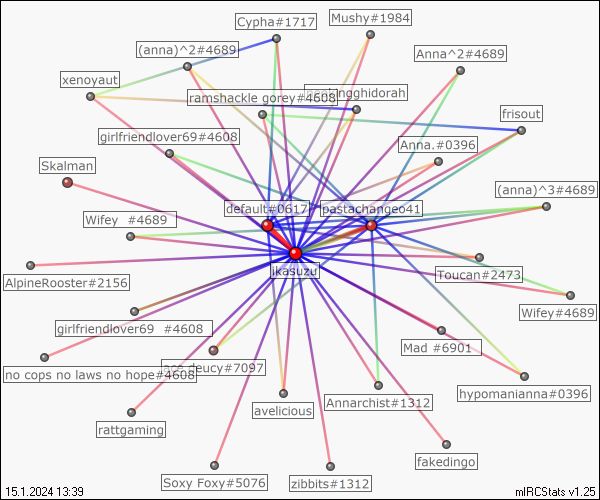 Cypha#1717
Mushy#1984
(anna)^2#4689
Anna^2#4689
xenoyaut
ramshackle gorey#4608
ghidorah
frisout
girlfriendlover69#4608
Anna.#0396
Skalman
(anna)^3#4689
default#0617
pastachangeo41
Wifey #4689
ikasuzu
Toucan#2473
AlpineRooster#2156
Wifey#4689
girlfriendlover69 #4608
Mad #6901
no cops no laws no hope#4608
deucy#7097
hypomanianna#0396
avelicious
Annarchist#1312
rattgaming
fakedingo
Soxy Foxy#5076
zibbits#1312
15.1.2024 13:39
mIRCStats v1.25